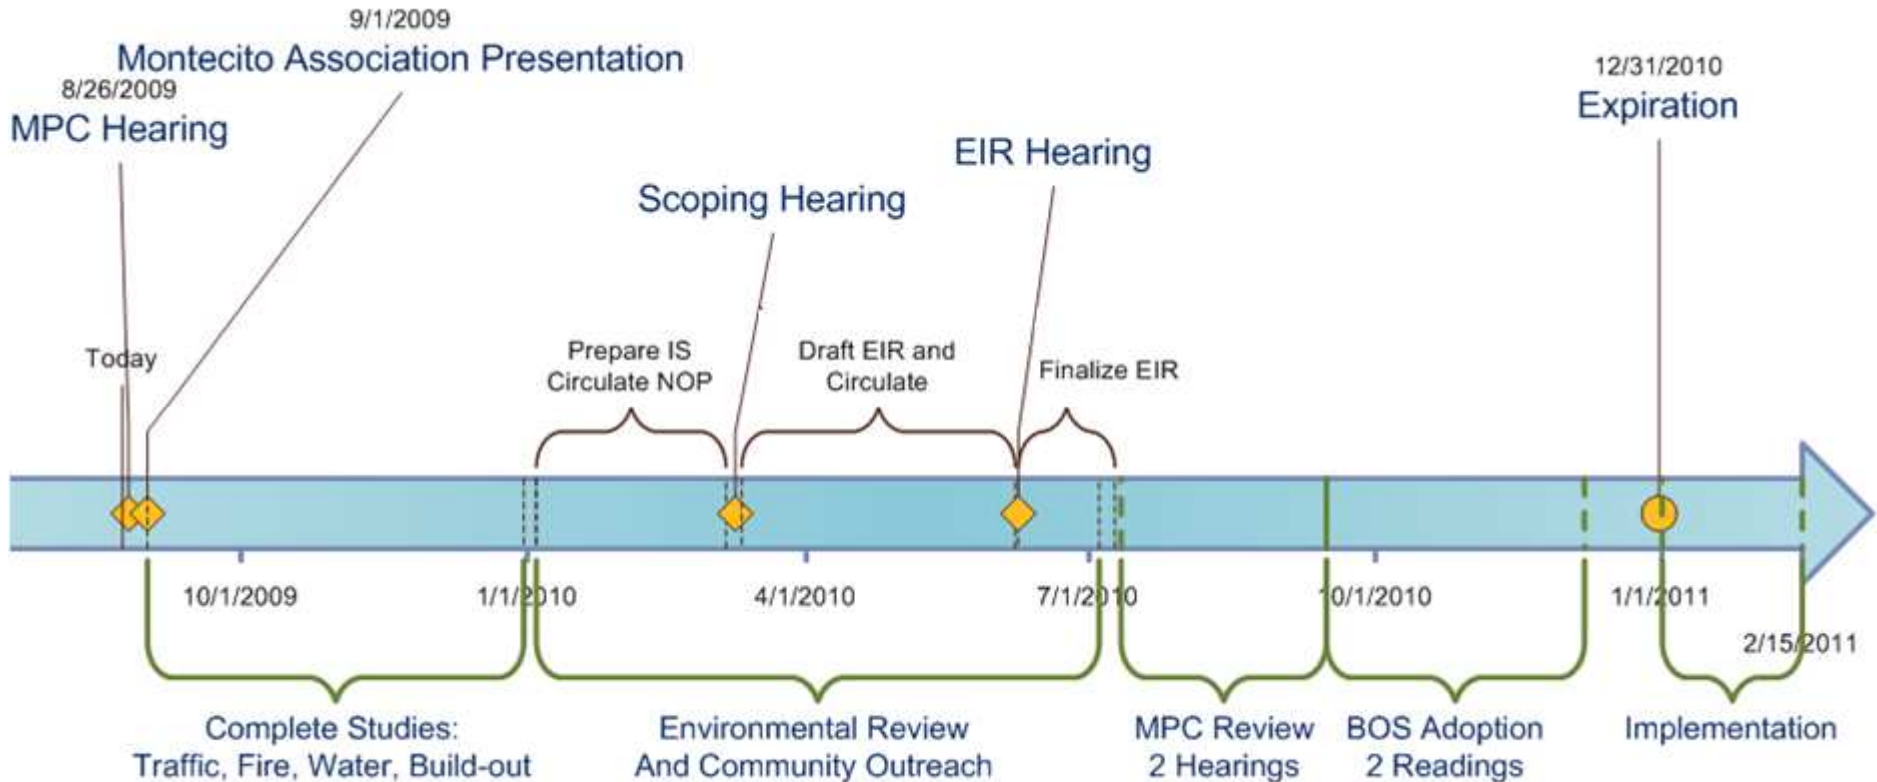 9/1/2009
Montecito Association Presentation
8/26/2009
MPC Hearing
12/31/2010
Expiration
EIR Hearing
Scoping Hearing
Today
Prepare IS
Circulate NOP
Draft EIR and
Circulate
Finalize EIR
10/1/2009
1/1/2010
4/1/2010
7/1/2010
10/1/2010
1/1/2011
2/15/2011
Complete Studies:
Traffic, Fire, Water, Build-out
Environmental Review
And Community Outreach
MPC Review
2 Hearings
BOS Adoption
2 Readings
Implementation